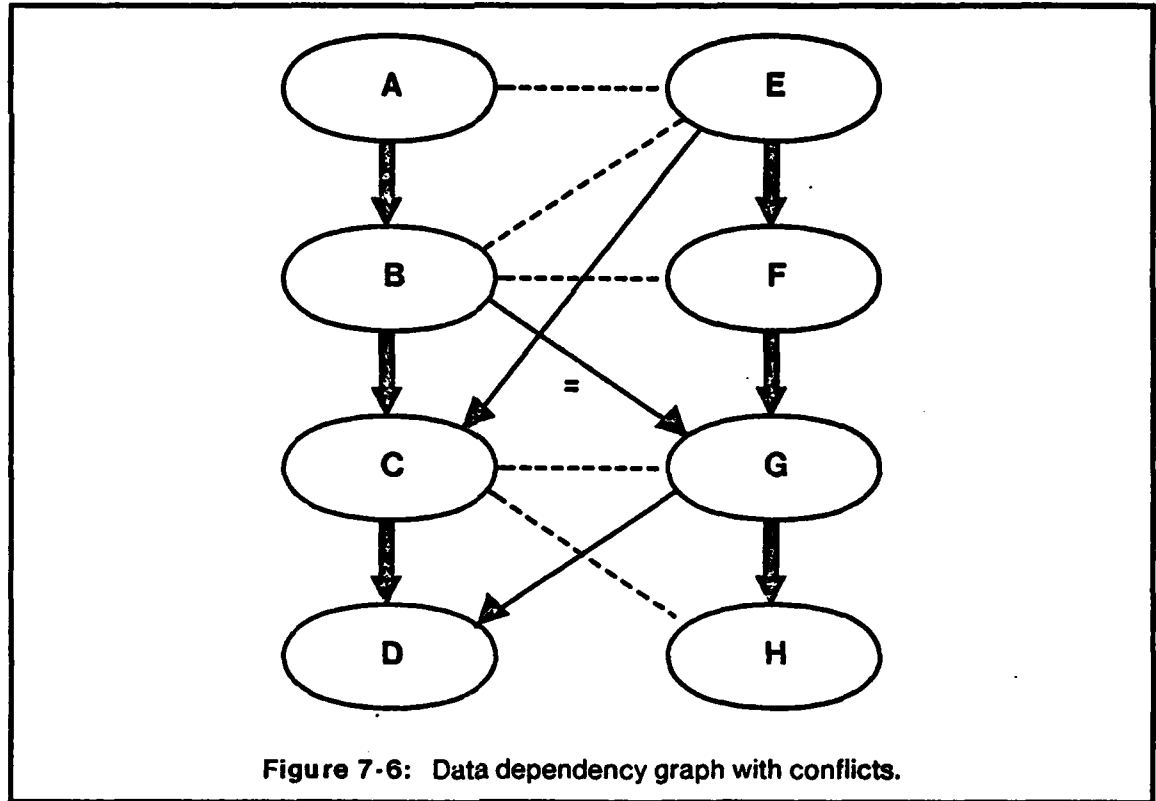 A
E
B
F
=
C
G
D
H
Figure 7-6: Data dependency graph with conflicts.